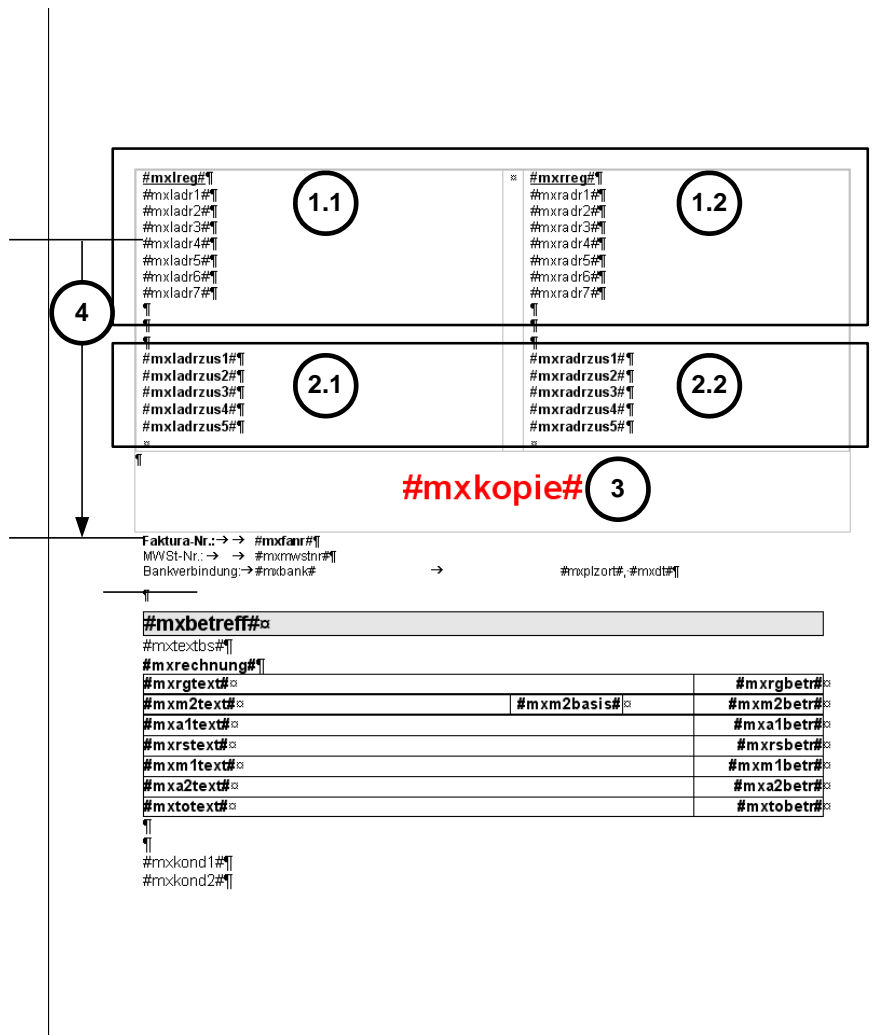 #mxlreg#¶ ¤ #mxrreg#¶
#mxladr1#¶ 1.1 #mxradr1#¶ 1.2
#mxladr2#¶ #mxradr2#¶
#mxladr3#¶ #mxradr3#¶
#mxladr4#¶ #mxradr4#¶
#mxladr5#¶ #mxradr5#¶
#mxladr6#¶ #mxradr6#¶
#mxladr7#¶ #mxradr7#¶
¶ ¶
4
¶ ¶
¶ ¶
#mxladrzus1#¶ #mxradrzus1#¶
#mxladrzus2#¶ 2.1 #mxradrzus2#¶ 2.2
#mxladrzus3#¶ #mxradrzus3#¶
#mxladrzus4#¶ #mxradrzus4#¶
#mxladrzus5#¶ #mxradrzus5#¶
¤ ¤
¶
#mxkopie# 3
Faktura-Nr.:→ → #mxfanr#¶
MWSt-Nr.: → → #mxmwstnr#¶
Bankverbindung:→#mxbank# → #mxplzort#,·#mxdt#¶
¶
#mxbetreff#¤
#mxtextbs#¶
#mxrechnung#¶
#mxrgtext#¤ #mxrgbetr#¤
#mxm2text#¤ #mxm2basis#¤ #mxm2betr#¤
#mxa1text#¤ #mxa1betr#¤
#mxrstext#¤ #mxrsbetr#¤
#mxm1text#¤ #mxm1betr#¤
#mxa2text#¤ #mxa2betr#¤
#mxtotext#¤ #mxtobetr#¤
¶
¶
#mxkond1#¶
#mxkond2#¶